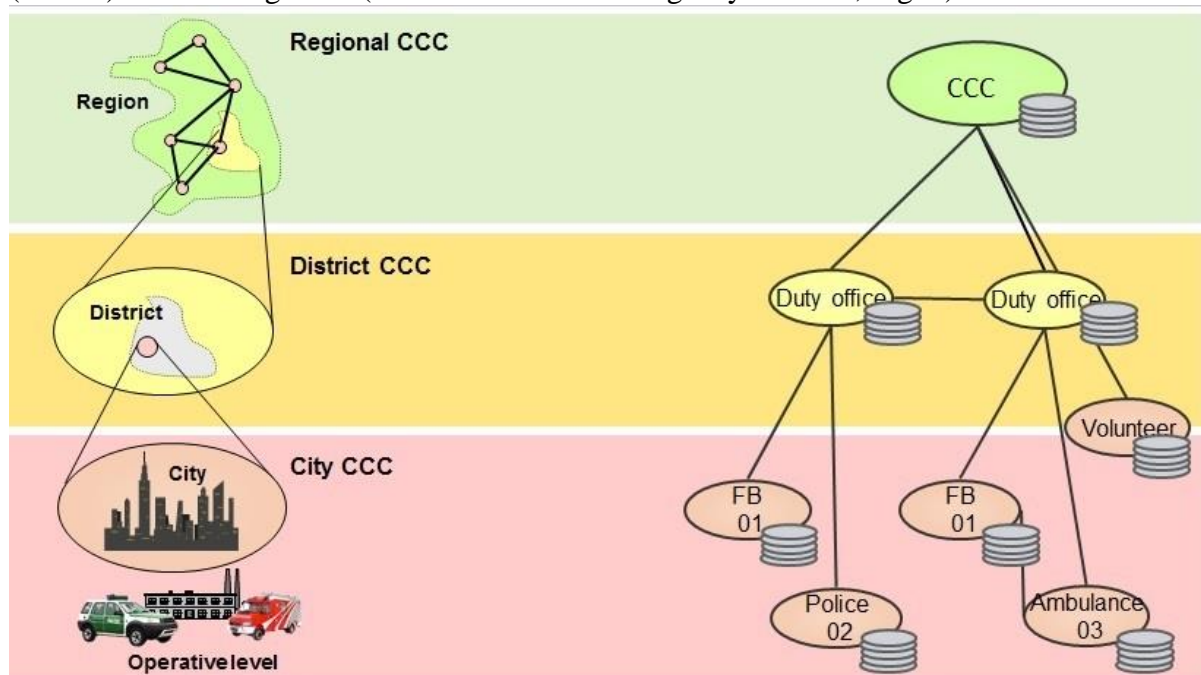 Regional CCC
Region
CCC
District CCC
District
Duty office
Duty office
Volunteer
City CCC
City
FB
01
FB
01
Police
02
Ambulance
03
Operative level